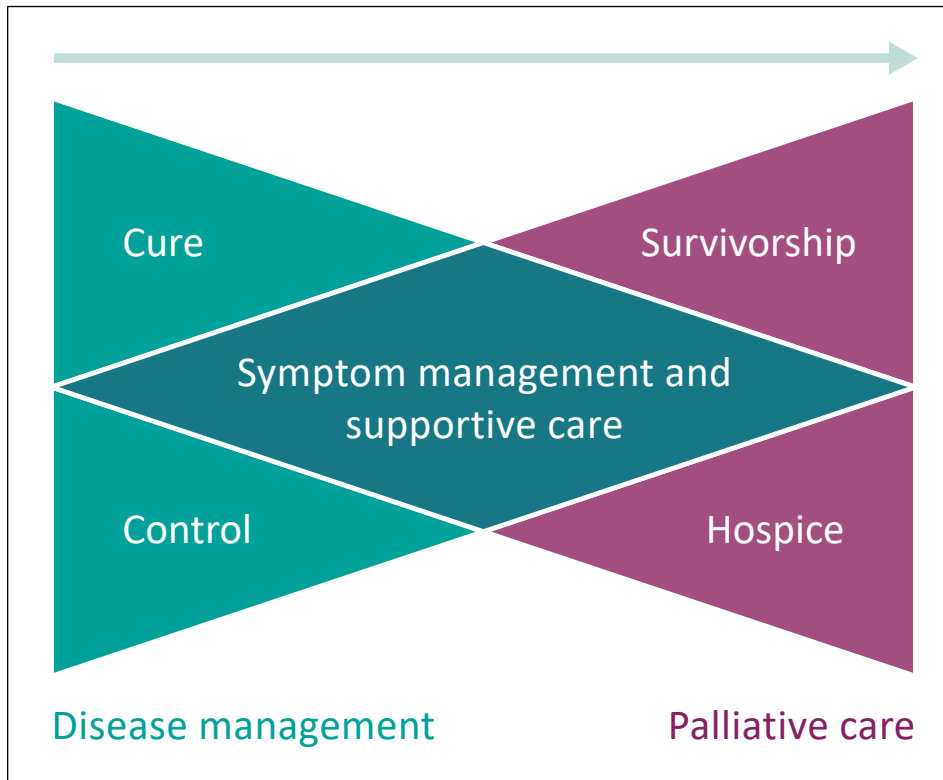 Cure
Survivorship
Symptom management and
supportive care
Control
Hospice
Disease management
Palliative care